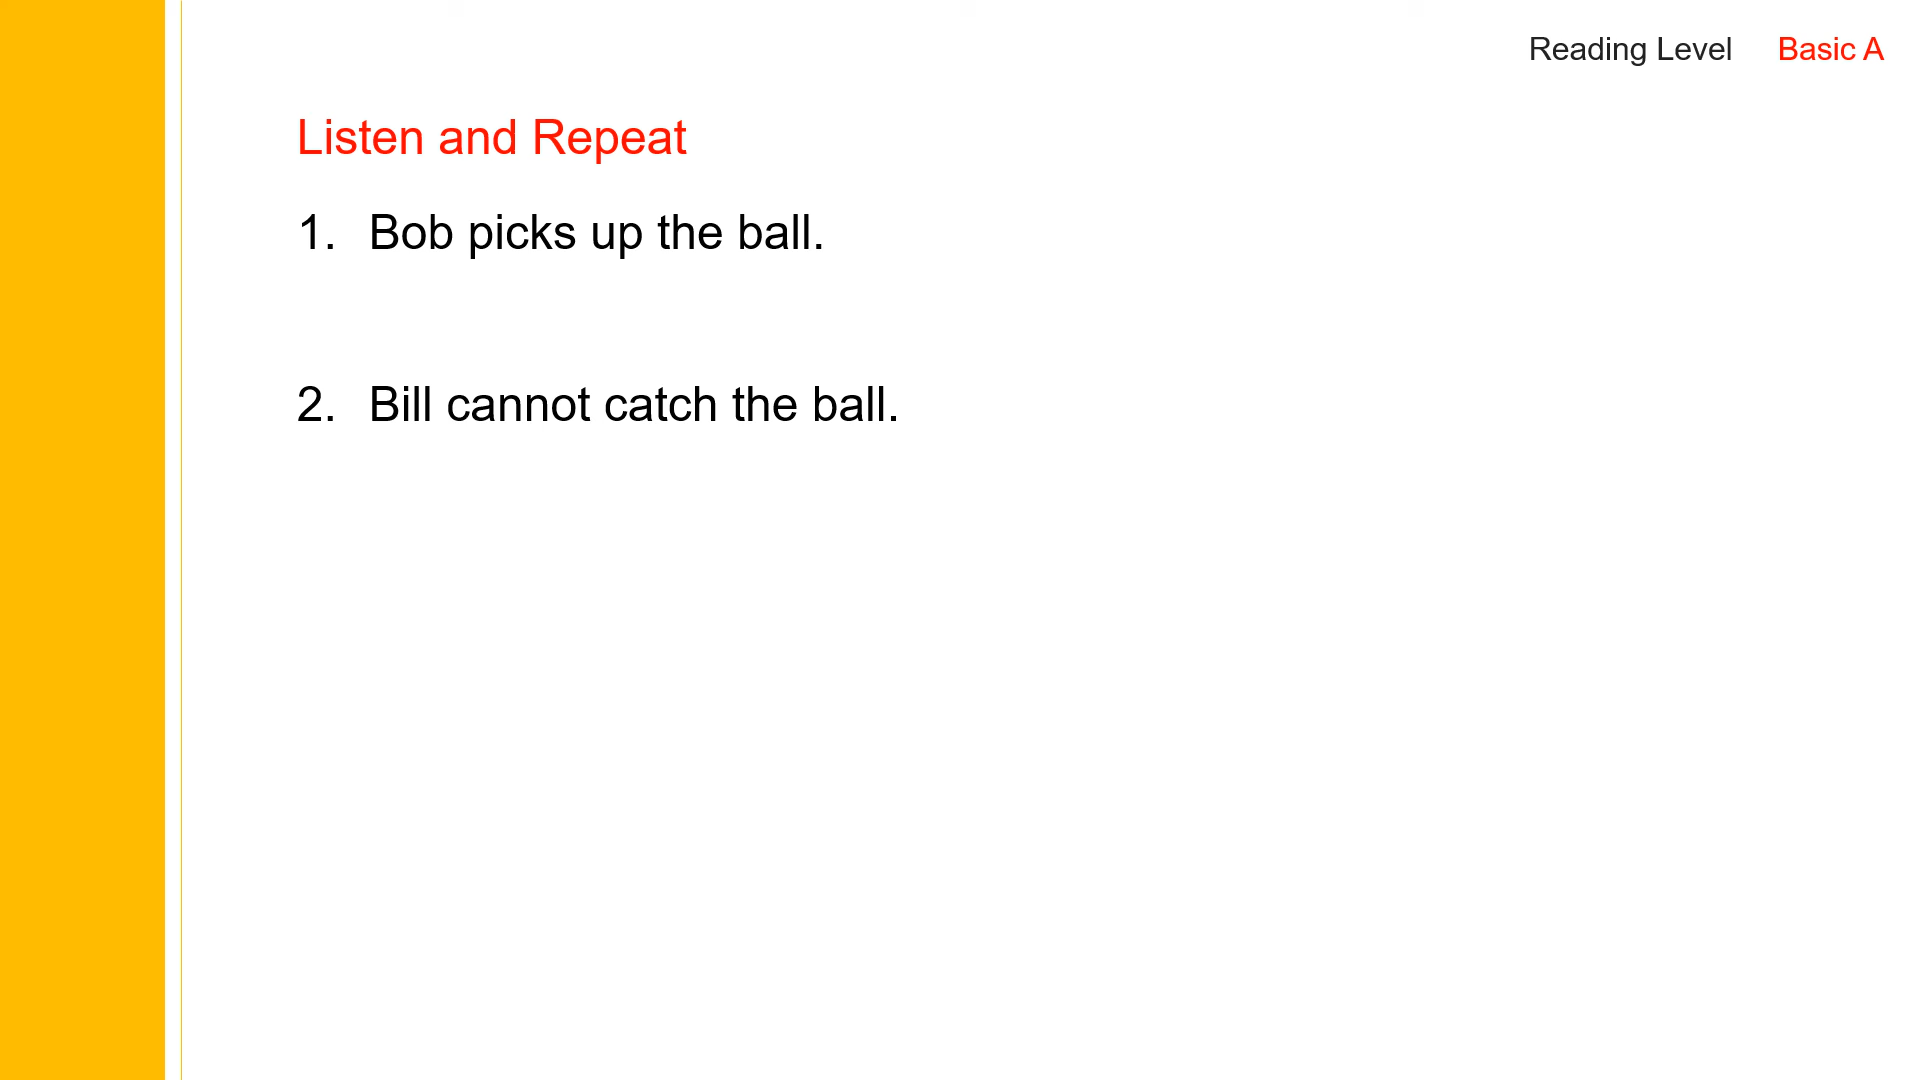 Reading Level Basic A
Listen and Repeat
1. Bob picks up the ball.
2. Bill cannot catch the ball.